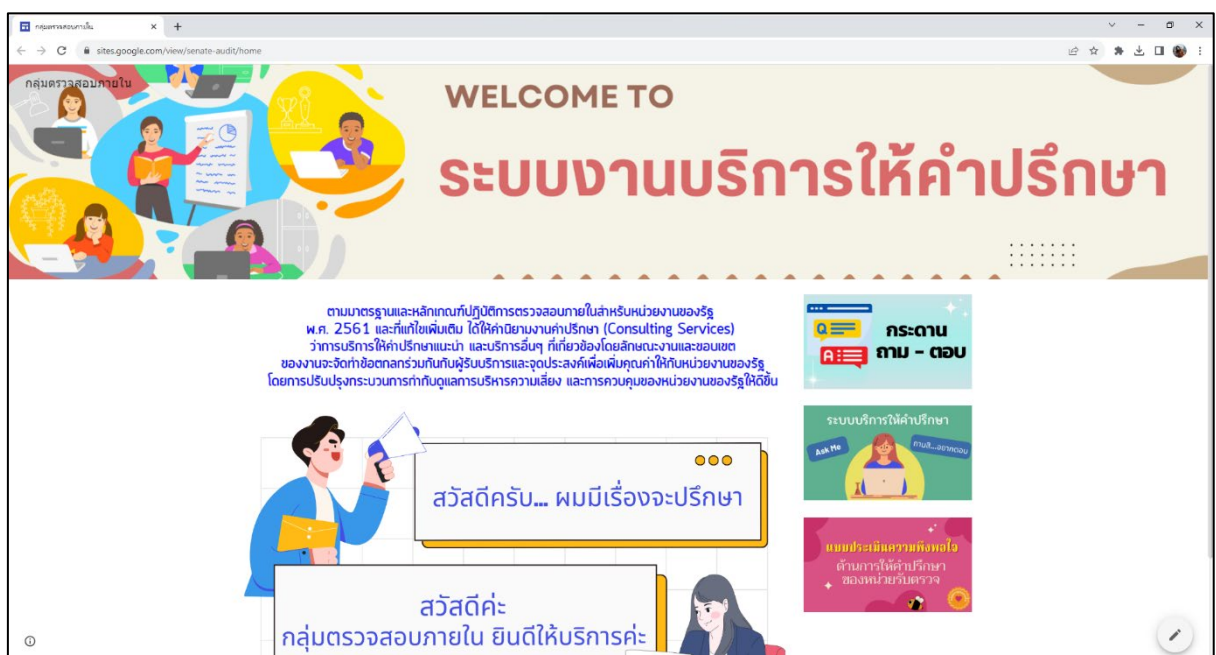 กลุ่มตรวจสอบภายใน
sites.google.com/view/senate-audit/home
กลุ่มตรวจสอบภายใน
WELCOME TO
ระบบงานบริการให้คำปรึกษา
ตามมาตรฐานและหลักเกณฑ์ปฏิบัติการตรวจสอบภายในสำหรับหน่วยงานของรัฐ
พ.ศ. 2561 และที่แก้ไขเพิ่มเติม ได้ให้คำนิยามงานคำปรึกษา (Consulting Services)
ว่าการบริการให้คำปรึกษาแนะนำ และบริการอื่นๆ ที่เกี่ยวข้องโดยลักษณะงานและขอบเขต
ของงานจะจัดทำข้อตกลงร่วมกันกับผู้รับบริการและจุดประสงค์เพื่อเพิ่มคุณค่าให้กับหน่วยงานของรัฐ
โดยการปรับปรุงกระบวนการกำกับดูแลการบริหารความเสี่ยง และการควบคุมของหน่วยงานของรัฐให้ดีขึ้น
Q
A
กระดาน
ถาม - ตอบ
ระบบบริการให้คำปรึกษา
Ask Me
ถามสิ...อยากตอบ
แบบประเมินความพึงพอใจ
ด้านการให้คำปรึกษา
ของหน่วยรับตรวจ
สวัสดีครับ... ผมมีเรื่องจะปรึกษา
สวัสดีค่ะ
กลุ่มตรวจสอบภายใน ยินดีให้บริการค่ะ